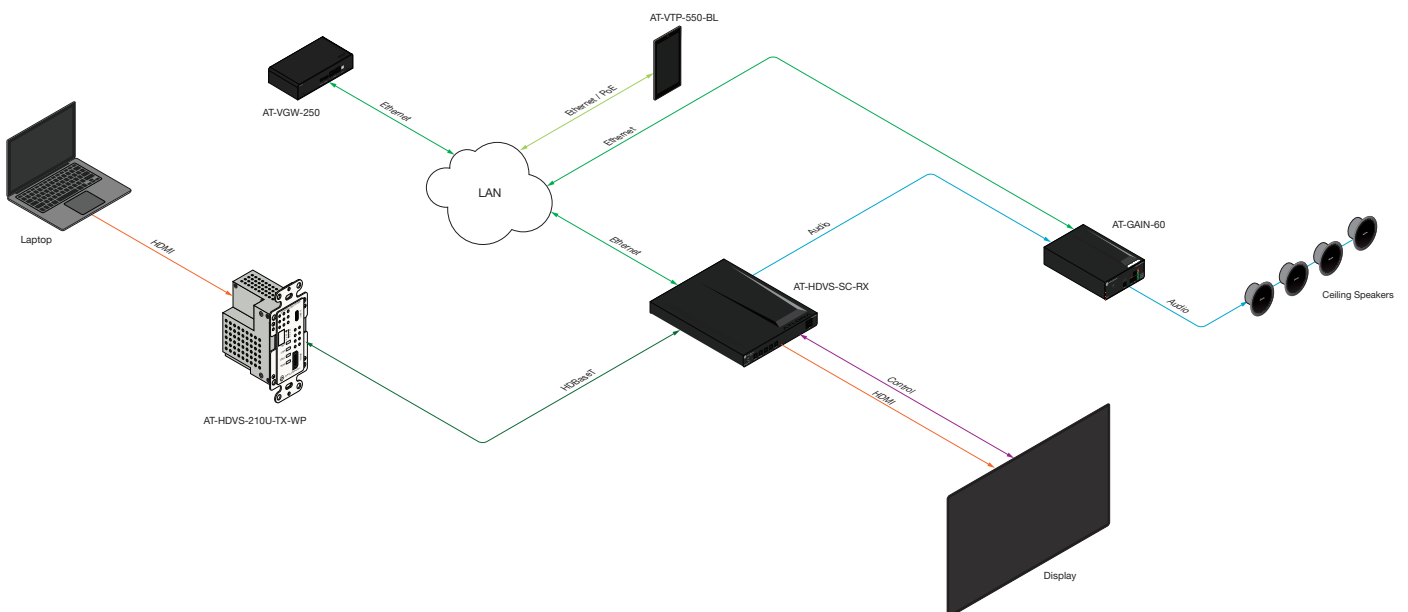 AT-VTP-550-BL
AT-VGW-250
Ethernet
Ethernet / PoE
Ethernet
LAN
Laptop
HDMI
Ethernet
Audio
AT-GAIN-60
AT-HDVS-SC-RX
Audio
Ceiling Speakers
AT-HDVS-210U-TX-WP
HDBaseT
Control
HDMI
Display